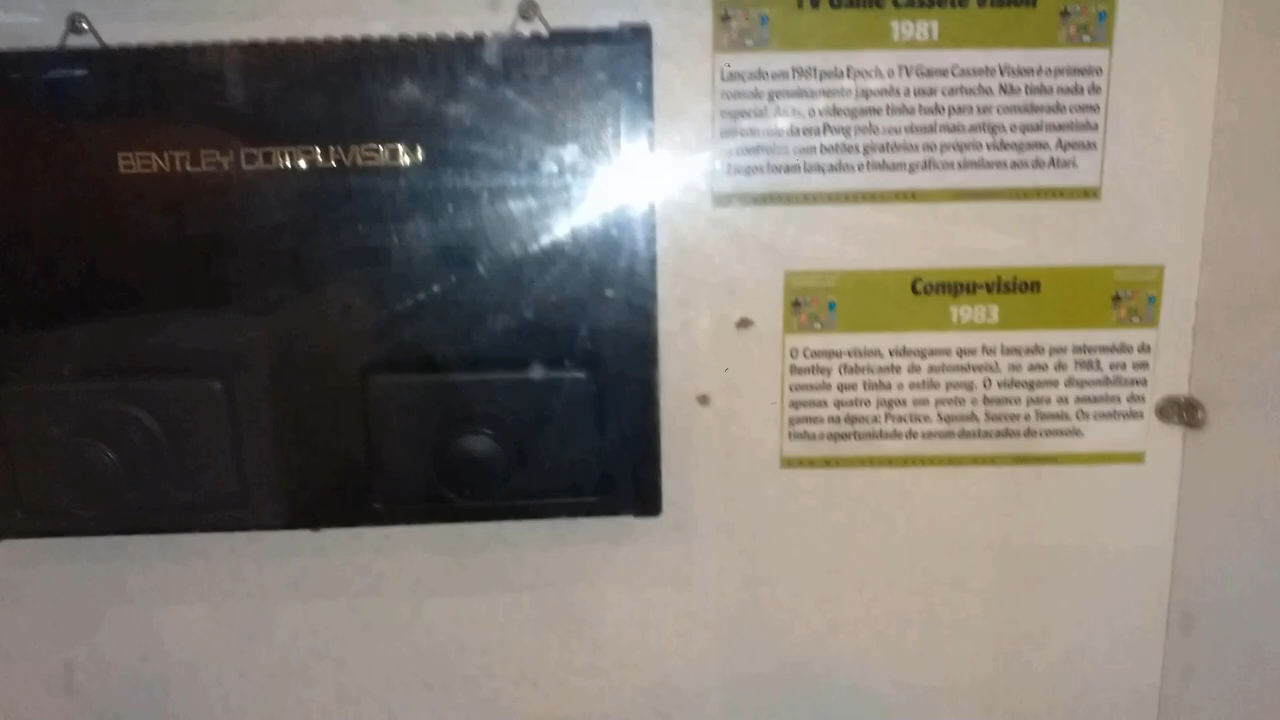 BENTLEY COMPU-VISION
TV Game Cassete Vision
1981
Lançado em 1981 pela Epoch, o TV Game Cassete Vision é o primeiro
console genuinamente japonês a usar cartucho. Não tinha nada de
especial. Aliás, o videogame tinha tudo para ser considerado como
um console da era Pong pelo seu visual mais antigo, o qual mantinha
controles com botões giratórios no próprio videogame. Apenas
jogos foram lançados e tinham gráficos similares aos do Atari.
Compu-vision
1983
O Compu-vision, videogame que foi lançado por intermédio da
Bentley (fabricante de automóveis), no ano de 1983, era um
console que tinha o estilo pong. O videogame disponibilizava
apenas quatro jogos em preto e branco para os amantes dos
games na época: Practice, Squash, Soccer e Tennis. Os controles
tinha a oportunidade de serem destacados do console.